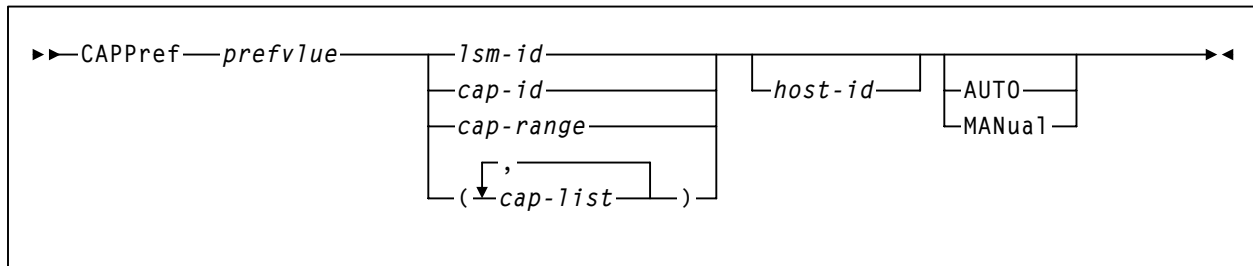 CAPPref prefvlue lsm-id
cap-id host-id AUTO
cap-range MANual
,
( cap-list )